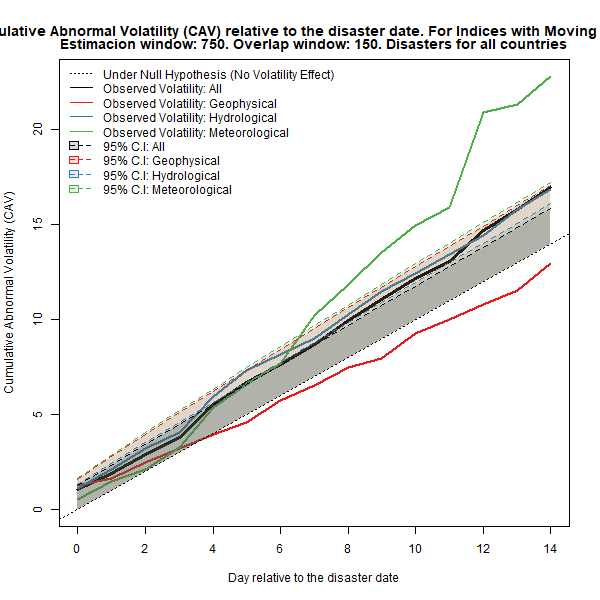 ulative Abnormal Volatility (CAV) relative to the disaster date. For Indices with Moving
Estimacion window: 750. Overlap window: 150. Disasters for all countries
Under Null Hypothesis (No Volatility Effect)
Observed Volatility: All
Observed Volatility: Geophysical
Observed Volatility: Hydrological
Observed Volatility: Meteorological
95% C.I: All
95% C.I: Geophysical
95% C.I: Hydrological
95% C.I: Meteorological
Cumulative Abnormal Volatility (CAV)
20
15
10
5
0
0 2 4 6 8 10 12 14
Day relative to the disaster date